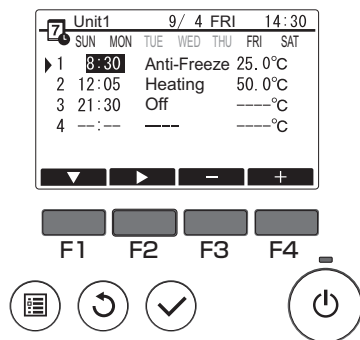 7 Unit1 9/ 4 FRI 14:30
SUN MON TUE WED THU FRI SAT
1 8:30 Anti-Freeze 25.0°C
2 12:05 Heating 50.0°C
3 21:30 Off ----°C
4 --:-- ---- ----°C
− +
F1 F2 F3 F4